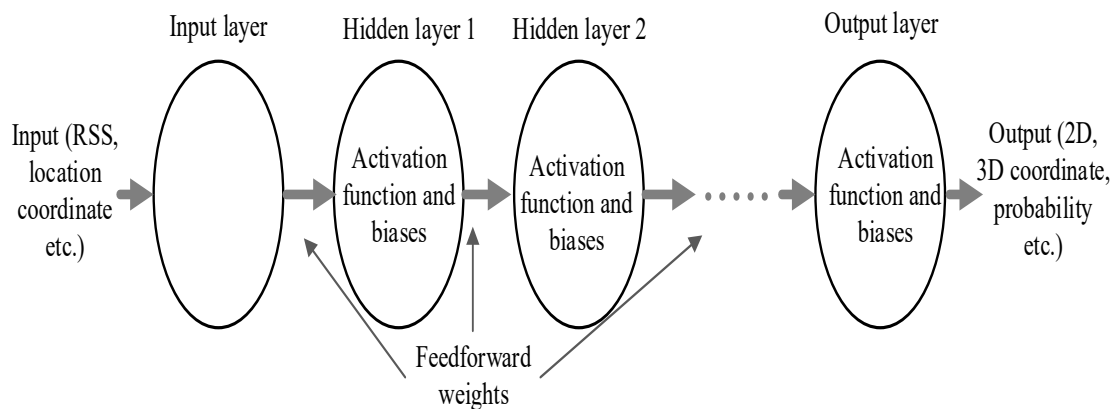 Input layer
Hidden layer 1
Hidden layer 2
Output layer
Input (RSS,
location
coordinate
etc.)
Activation
function and
biases
Activation
function and
biases
Activation
function and
biases
Output (2D,
3D coordinate,
probability
etc.)
Feedforward
weights